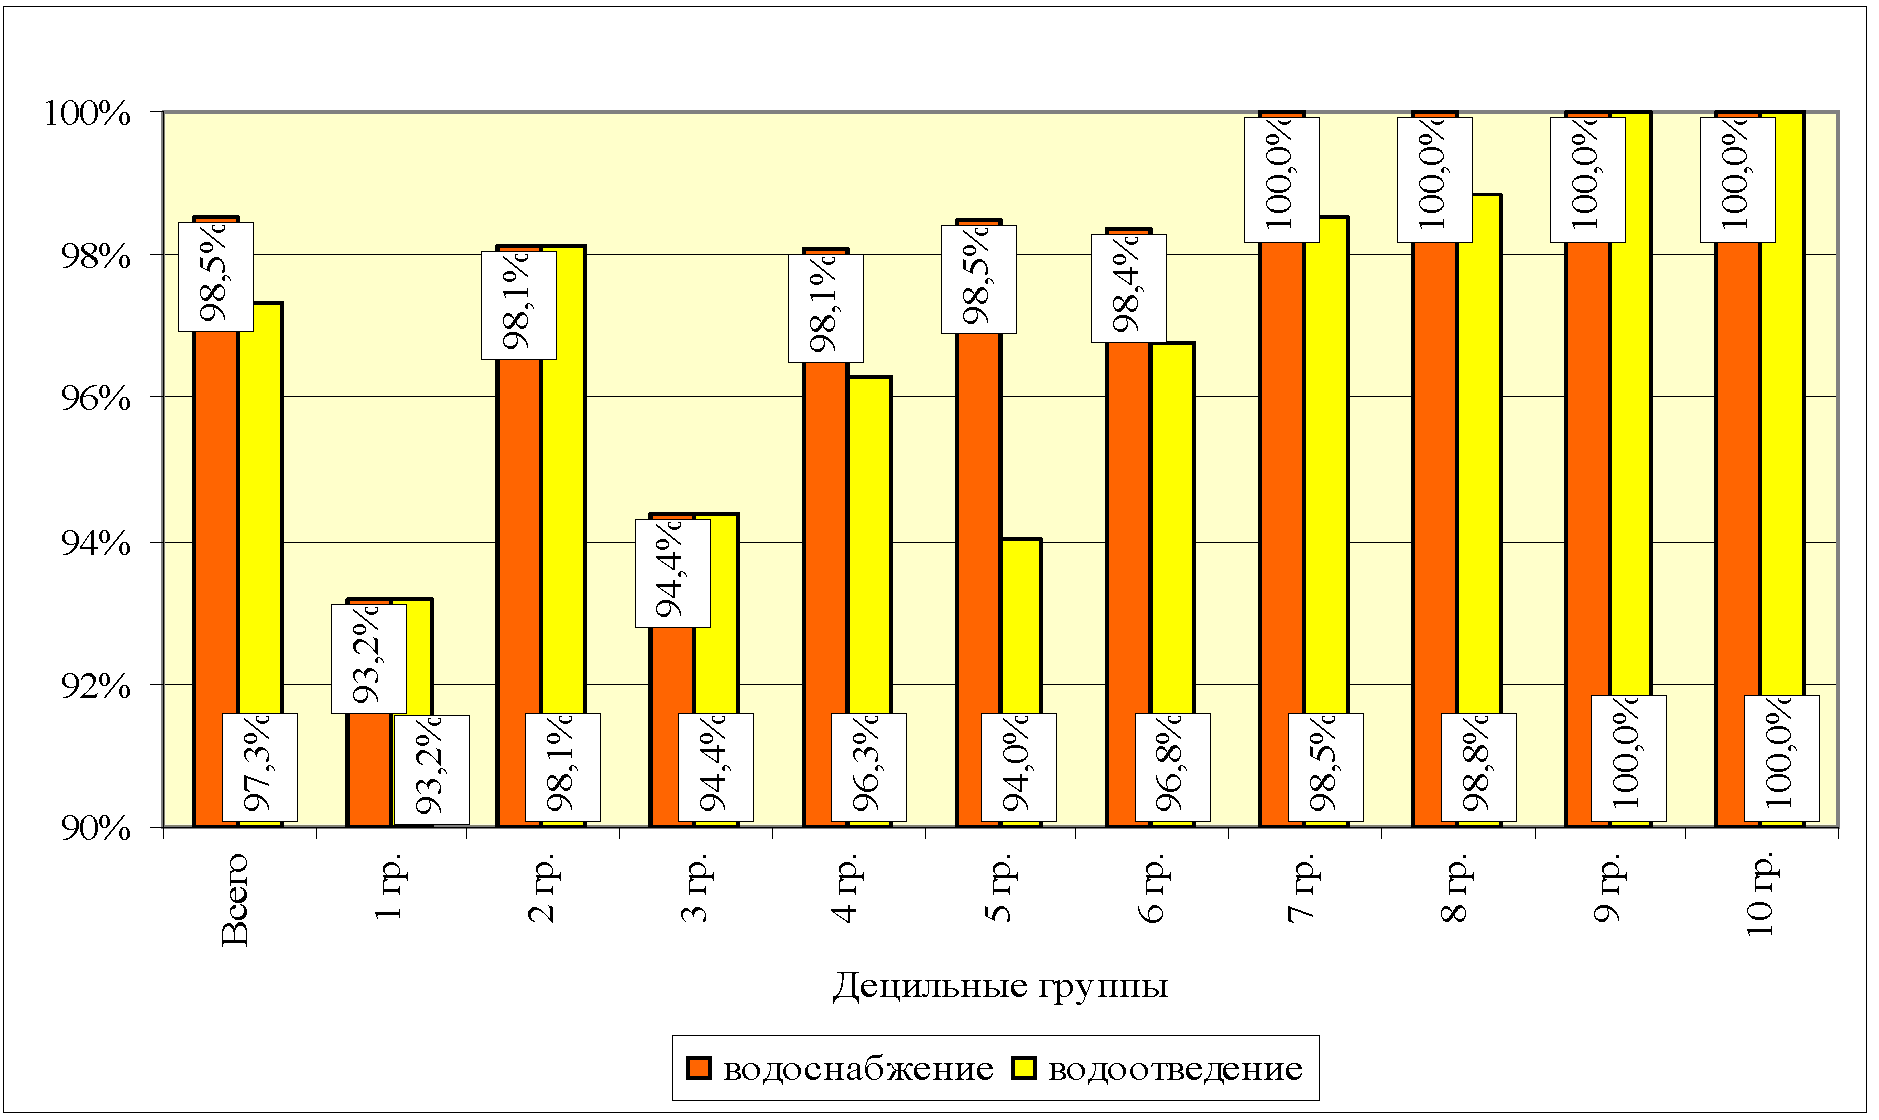 100%
98%
96%
94%
92%
90%
98,5%
93,2%
98,1%
94,4%
98,1%
98,5%
98,4%
100,0%
100,0%
100,0%
100,0%
97,3%
93,2%
98,1%
94,4%
96,3%
94,0%
96,8%
98,5%
98,8%
100,0%
100,0%
Всего
1 гр.
2 гр.
3 гр.
4 гр.
5 гр.
6 гр.
7 гр.
8 гр.
9 гр.
10 гр.
Децильные группы
водоснабжение
водоотведение